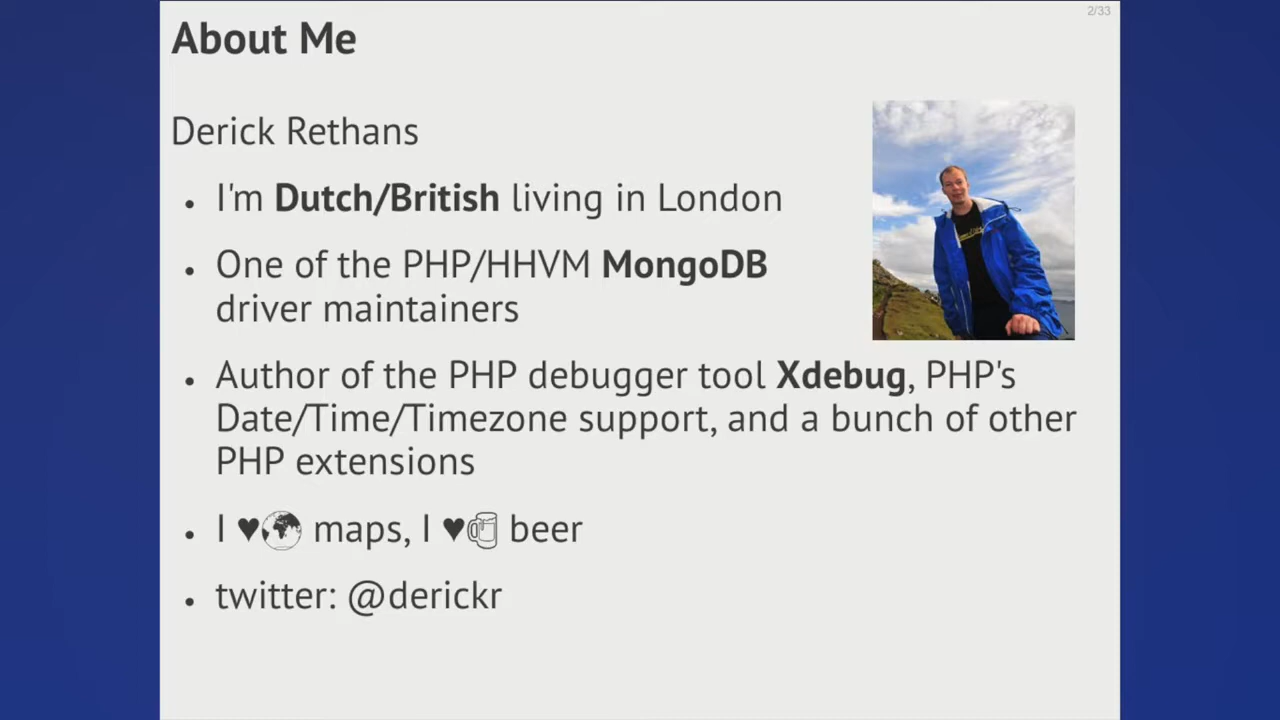 2/33
About Me
Derick Rethans
• I'm Dutch/British living in London
• One of the PHP/HHVM MongoDB
driver maintainers
• Author of the PHP debugger tool Xdebug, PHP's
Date/Time/Timezone support, and a bunch of other
PHP extensions
• I ♥🌍 maps, I ♥🍺 beer
• twitter: @derickr